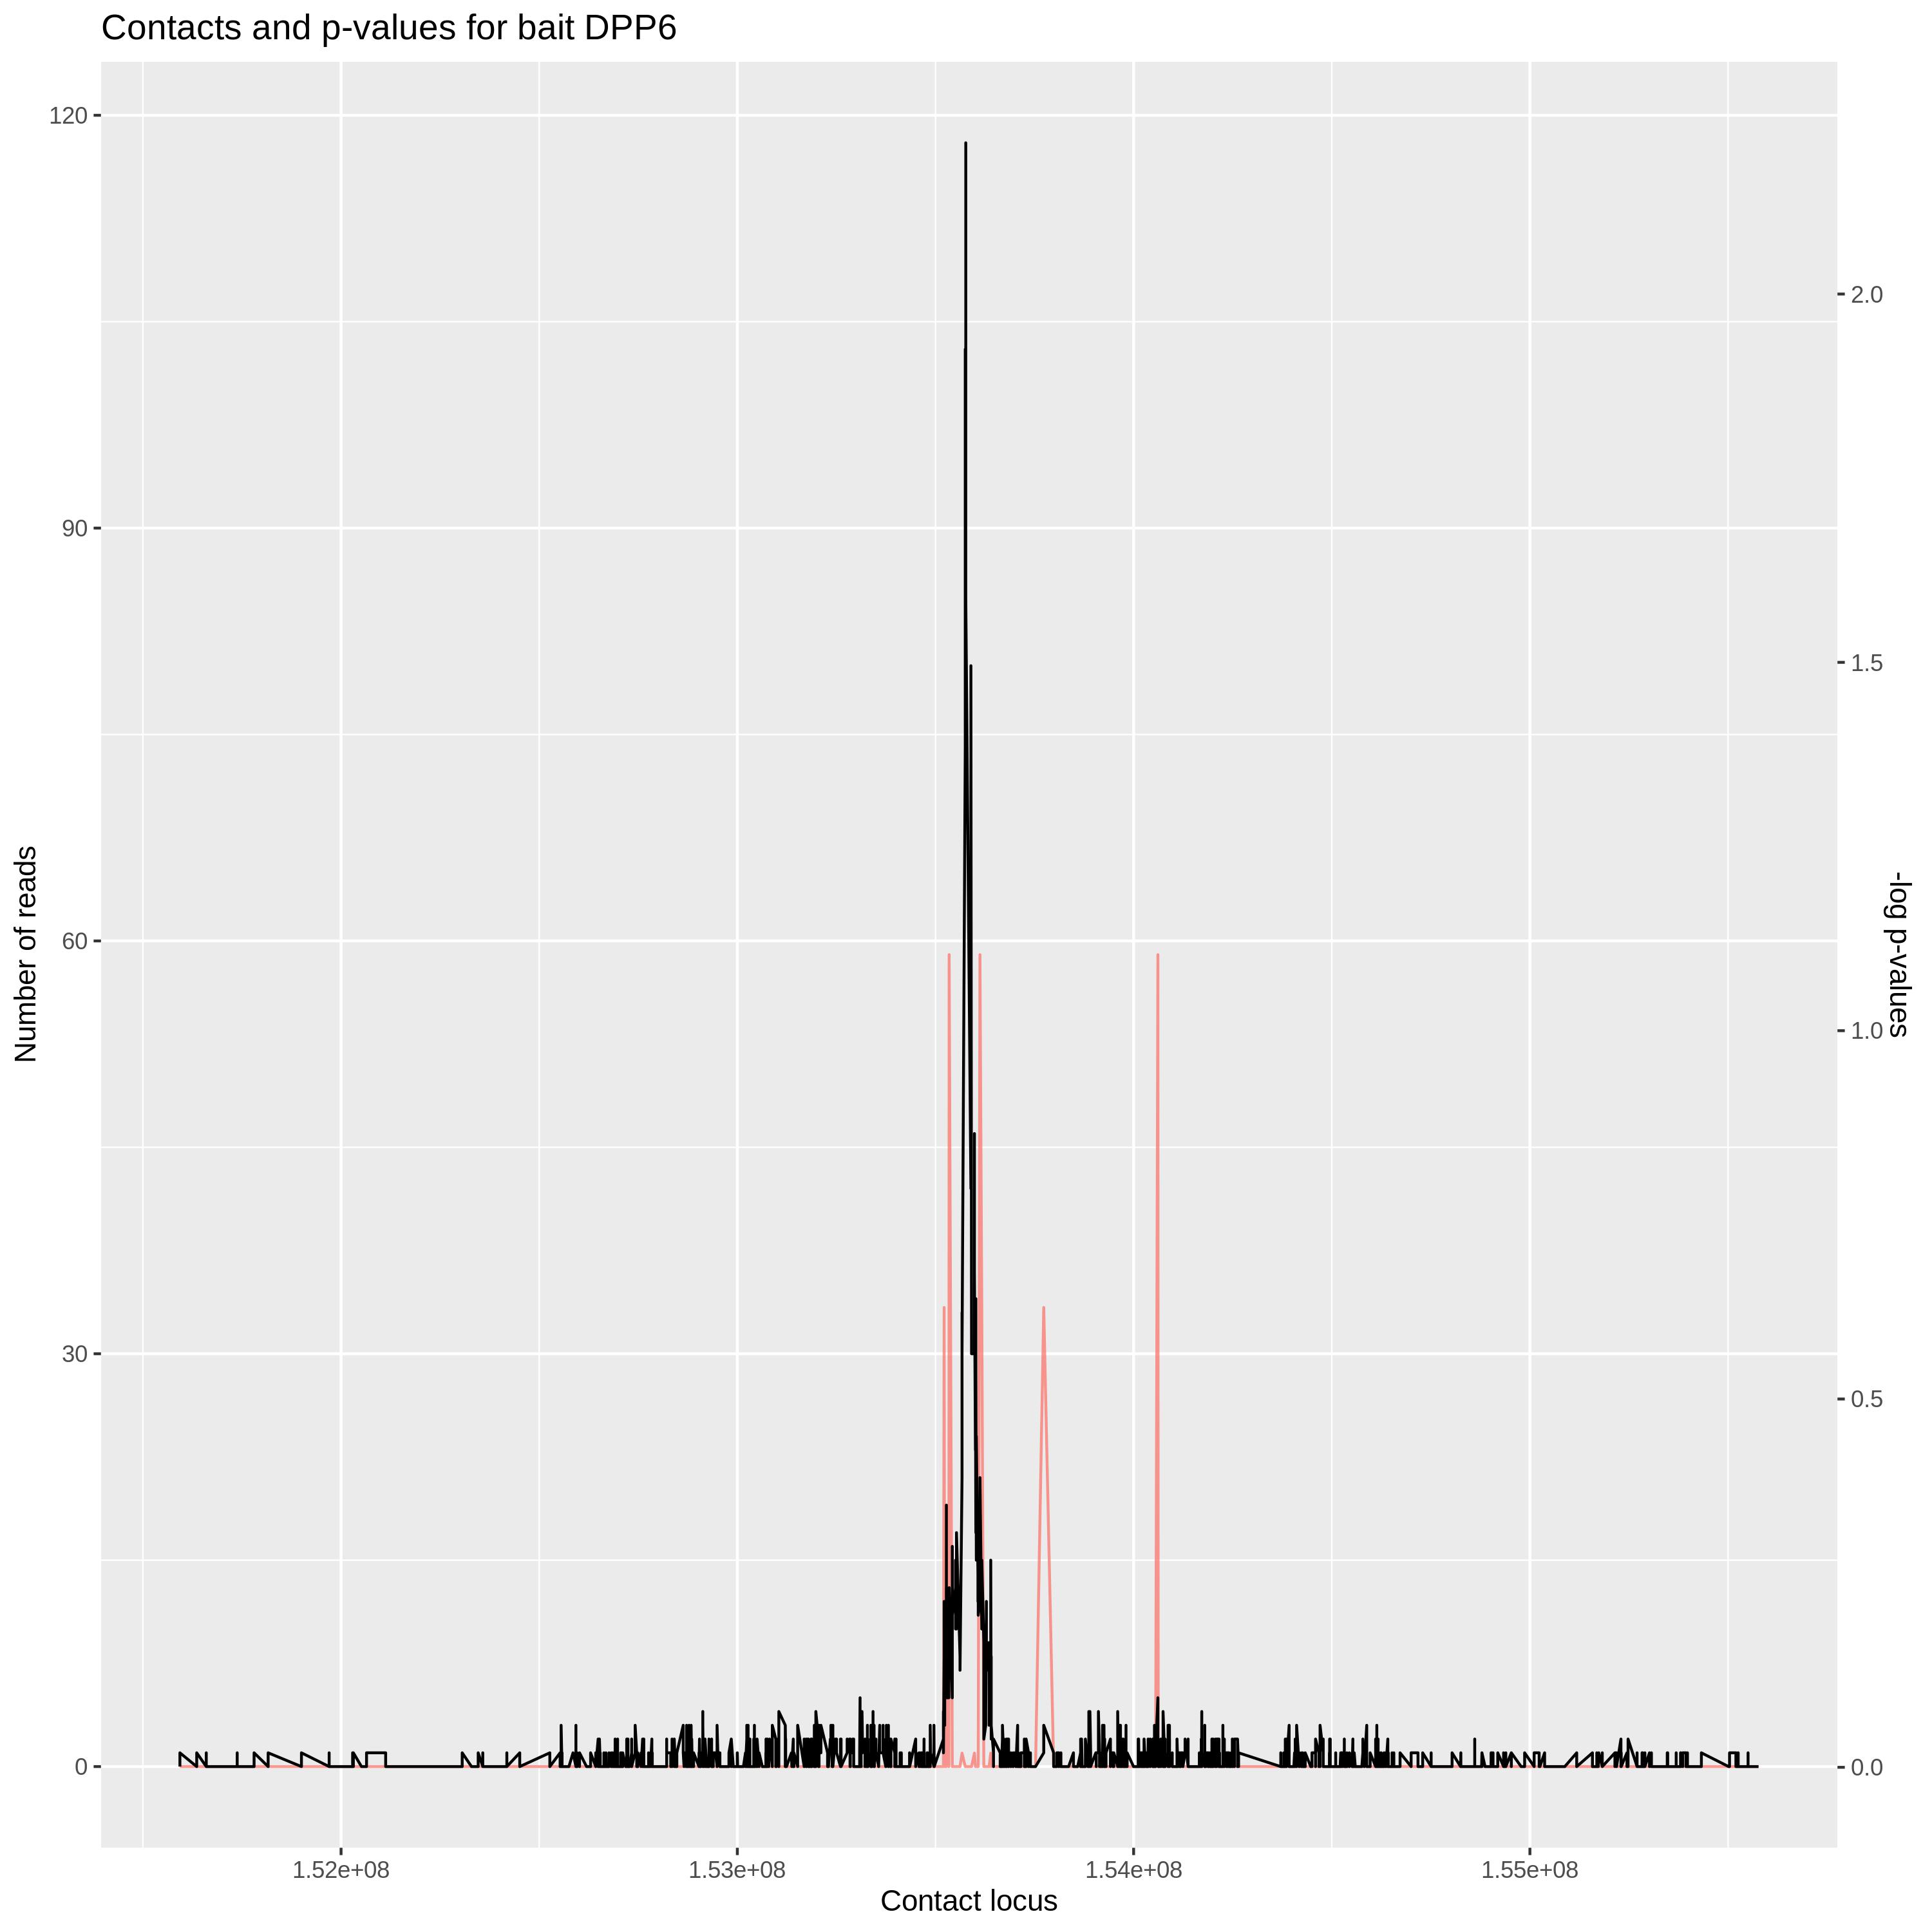 Contacts and p-values for bait DPP6
120
90
60
30
0
Number of reads
2.0
1.5
1.0
0.5
0.0
-log p-values
1.52e+08
1.53e+08
1.54e+08
1.55e+08
Contact locus